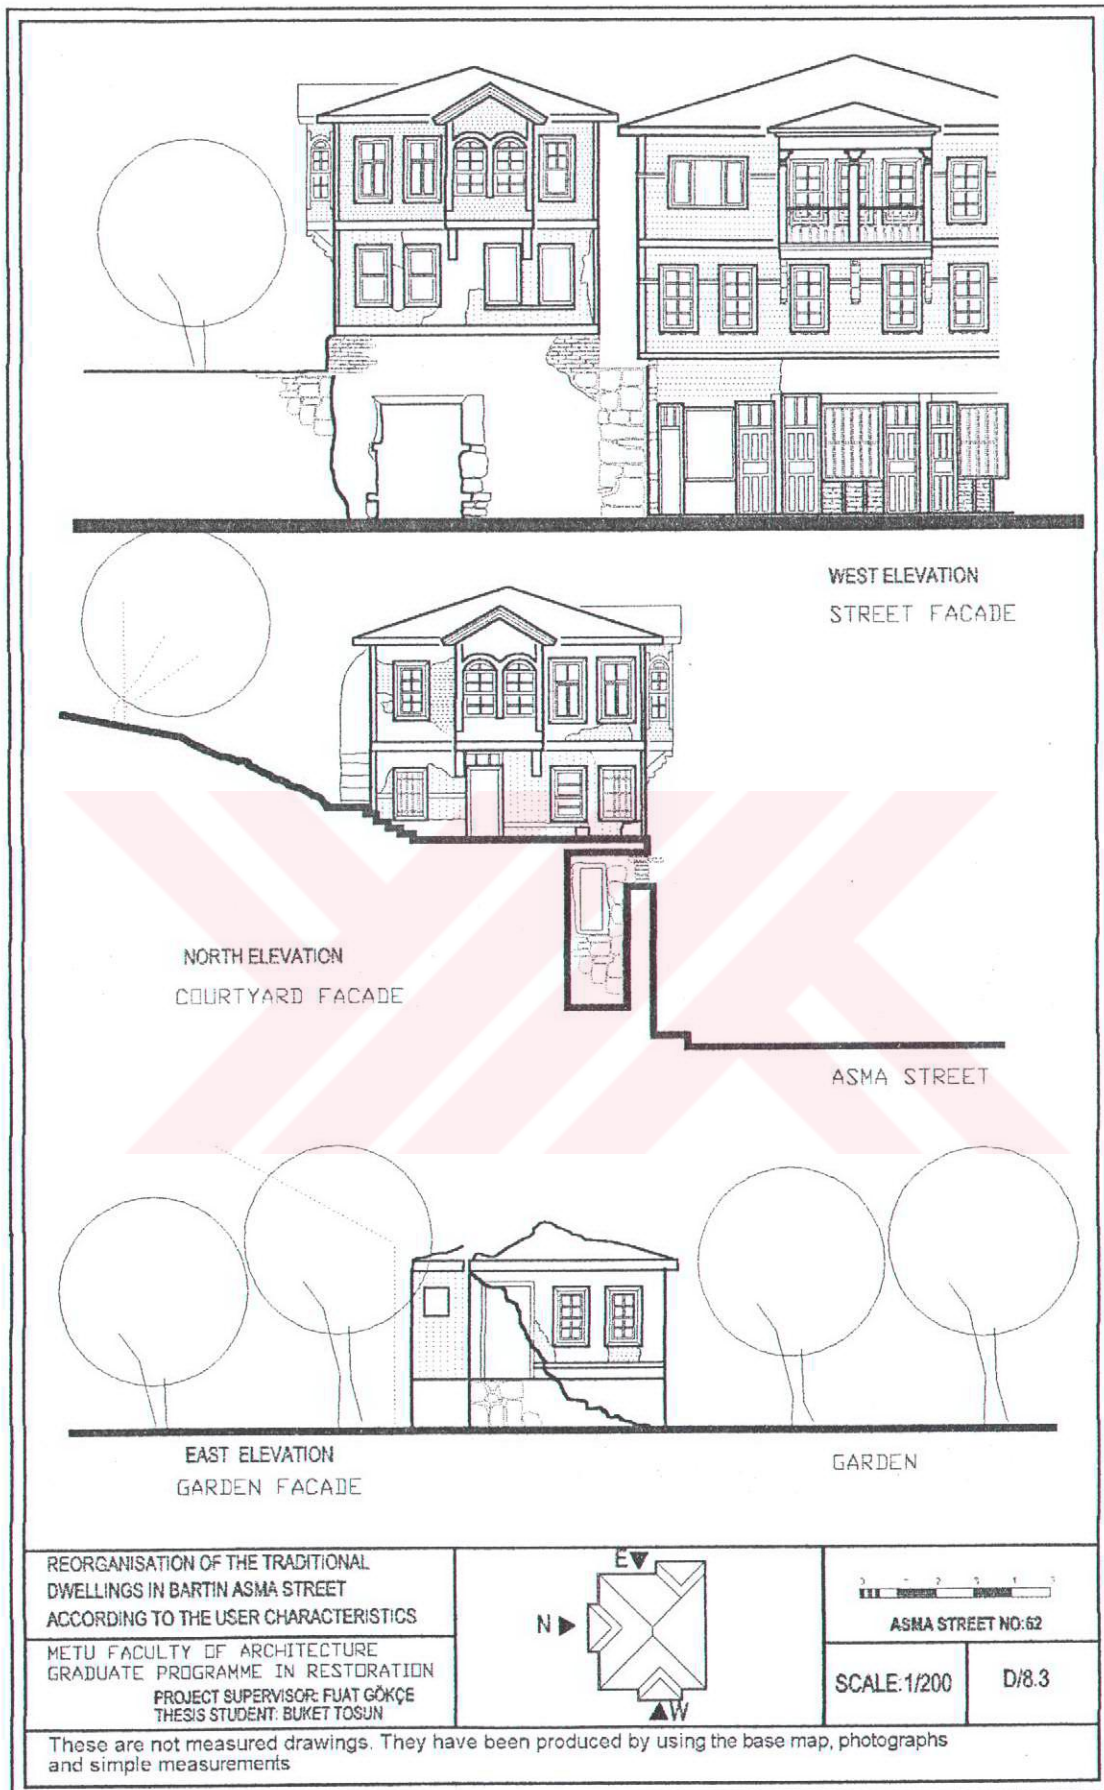 WEST ELEVATION
STREET FACADE
NORTH ELEVATION
COURTYARD FACADE
ASMA STREET
EAST ELEVATION
GARDEN FACADE
GARDEN
REORGANISATION OF THE TRADITIONAL
DWELLINGS IN BARTIN ASMA STREET
ACCORDING TO THE USER CHARACTERISTICS
METU FACULTY OF ARCHITECTURE
GRADUATE PROGRAMME IN RESTORATION
PROJECT SUPERVISOR: FUAT GÖKÇE
THESIS STUDENT: BUKET TOSUN
E
N
W
ASMA STREET NO:62
SCALE:1/200
D/8.3
These are not measured drawings. They have been produced by using the base map, photographs
and simple measurements